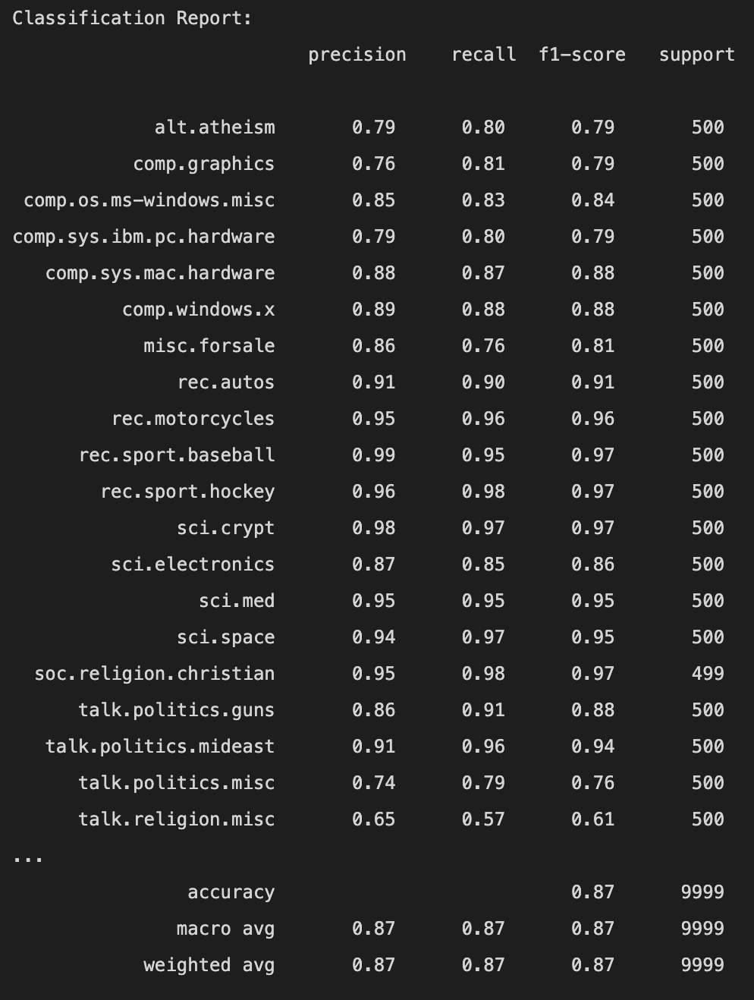 Classification Report:
precision recall f1-score support
alt.atheism 0.79 0.80 0.79 500
comp.graphics 0.76 0.81 0.79 500
comp.os.ms-windows.misc 0.85 0.83 0.84 500
comp.sys.ibm.pc.hardware 0.79 0.80 0.79 500
comp.sys.mac.hardware 0.88 0.87 0.88 500
comp.windows.x 0.89 0.88 0.88 500
misc.forsale 0.86 0.76 0.81 500
rec.autos 0.91 0.90 0.91 500
rec.motorcycles 0.95 0.96 0.96 500
rec.sport.baseball 0.99 0.95 0.97 500
rec.sport.hockey 0.96 0.98 0.97 500
sci.crypt 0.98 0.97 0.97 500
sci.electronics 0.87 0.85 0.86 500
sci.med 0.95 0.95 0.95 500
sci.space 0.94 0.97 0.95 500
soc.religion.christian 0.95 0.98 0.97 499
talk.politics.guns 0.86 0.91 0.88 500
talk.politics.mideast 0.91 0.96 0.94 500
talk.politics.misc 0.74 0.79 0.76 500
talk.religion.misc 0.65 0.57 0.61 500
...
accuracy 0.87 9999
macro avg 0.87 0.87 0.87 9999
weighted avg 0.87 0.87 0.87 9999